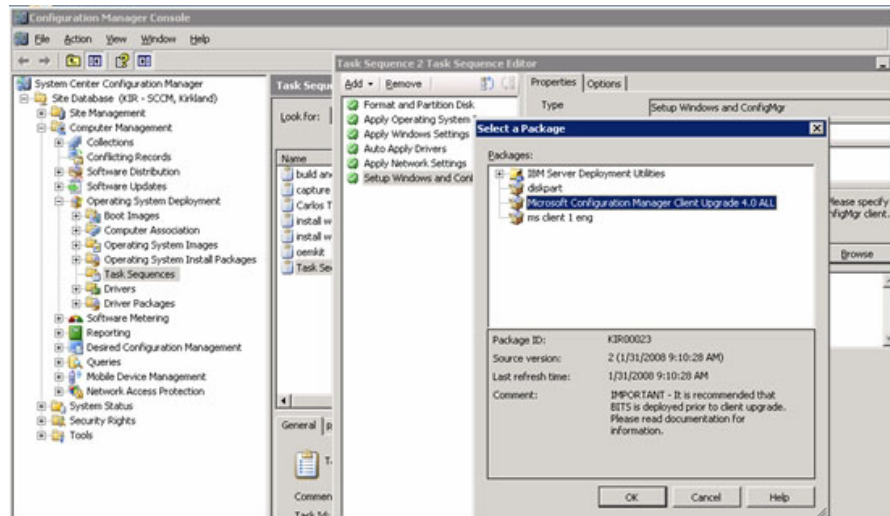 Configuration Manager Console
File Action View Window Help
System Center Configuration Manager
Site Database (KIR - SCCM, Kirkland)
Site Management
Computer Management
Collections
Conflicting Records
Software Distribution
Software Updates
Operating System Deployment
Boot Images
Computer Association
Operating System Images
Operating System Install Packages
Task Sequences
Drivers
Driver Packages
Software Metering
Reporting
Desired Configuration Management
Queries
Mobile Device Management
Network Access Protection
System Status
Security Rights
Tools
Task Sequ
Look for:
Name
build an
capture
Carlos T
install w
install w
oemkit
Task Se
General
Commen
Task Id:
Task Sequence 2 Task Sequence Editor
Add Remove
Format and Partition Disk
Apply Operating System
Apply Windows Settings
Auto Apply Drivers
Apply Network Settings
Setup Windows and Con
Properties Options
Type Setup Windows and ConfigMgr
Please specify
nfigMgr client.
Browse
Select a Package
Packages:
IBM Server Deployment Utilities
diskpart
Microsoft Configuration Manager Client Upgrade 4.0 ALL
ms client 1 eng
Package ID: KIR00023
Source version: 2 (1/31/2008 9:10:28 AM)
Last refresh time: 1/31/2008 9:10:28 AM
Comment: IMPORTANT - It is recommended that
BITS is deployed prior to client upgrade.
Please read documentation for
information.
OK Cancel Help